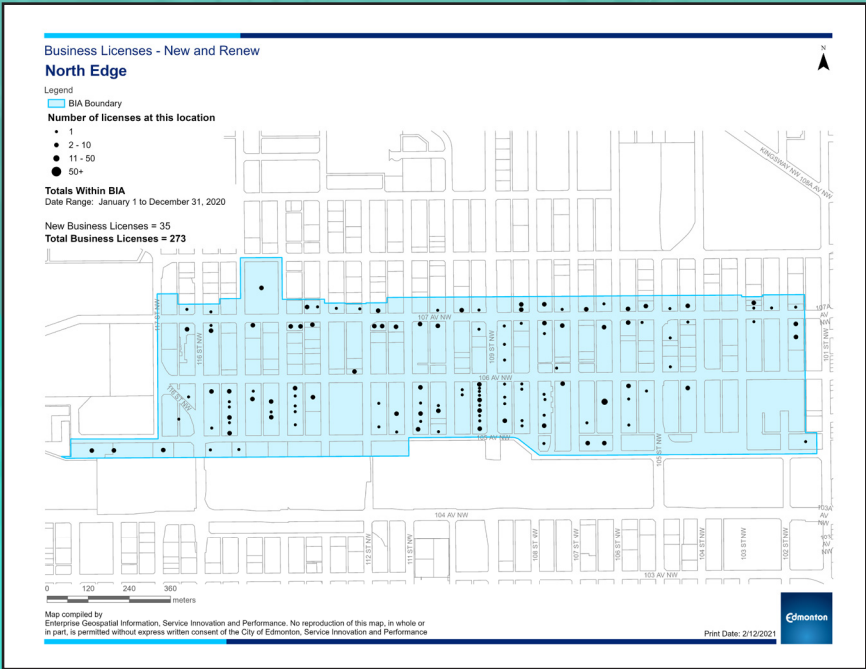 Business Licenses - New and Renew
North Edge
N
Legend
BIA Boundary
Number of licenses at this location
1
2 - 10
11 - 50
50+
Totals Within BIA
Date Range: January 1 to December 31, 2020
New Business Licenses = 35
Total Business Licenses = 273
KINGSWAY NW
108A AV NW
117 ST NW
107 AV NW
107A AV NW
116 ST NW
109 ST NW
101 ST NW
106 AV NW
116 ST NW
105 AV NW
105 ST NW
104 AV NW
103A AV NW
112 ST NW
111 ST NW
108 ST NW
107 ST NW
106 ST NW
104 ST NW
103 ST NW
102 ST NW
103 AV NW
0 120 240 360
meters
Map compiled by
Enterprise Geospatial Information, Service Innovation and Performance. No reproduction of this map, in whole or
in part, is permitted without express written consent of the City of Edmonton, Service Innovation and Performance
Print Date: 2/12/2021
Edmonton